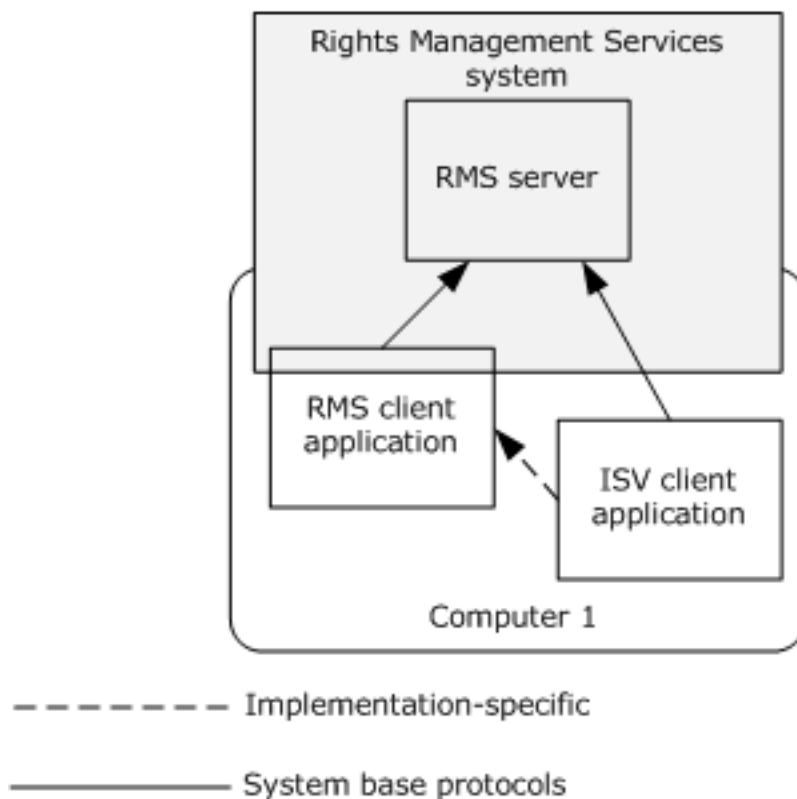 Rights Management Services
system
RMS server
RMS client
application
ISV client
application
Computer 1
Implementation-specific
System base protocols